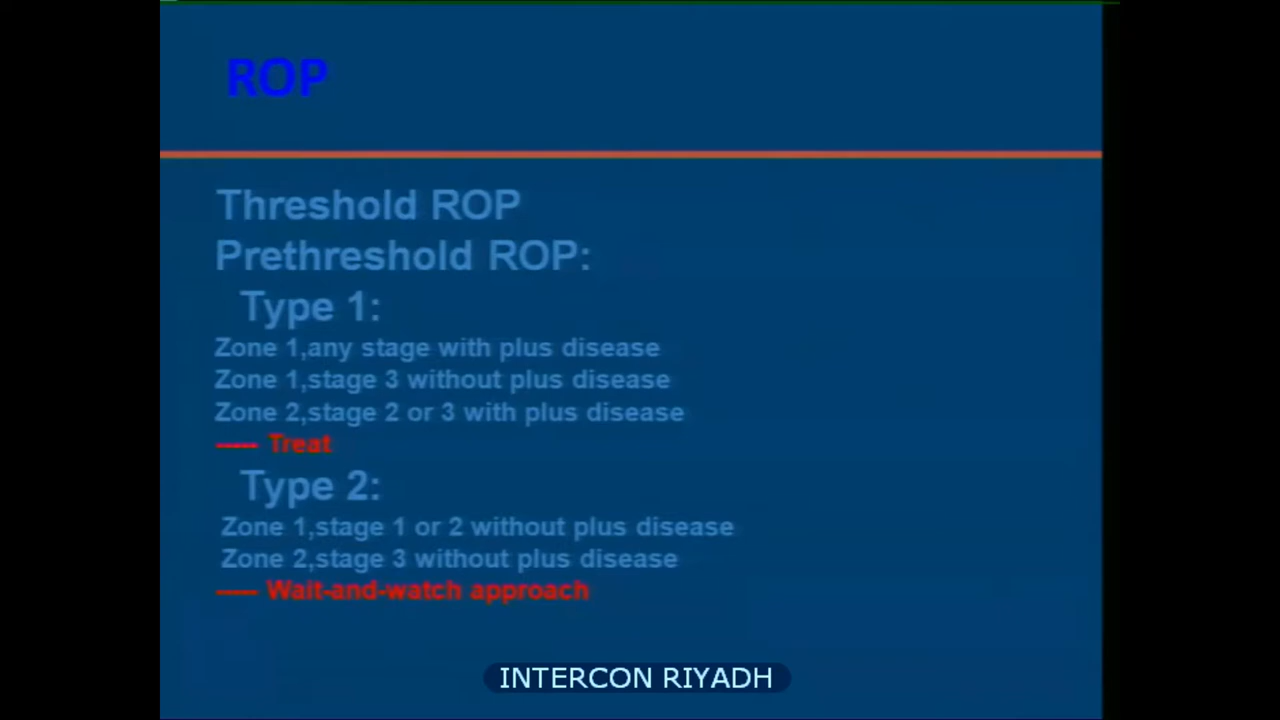 ROP
Threshold ROP
Prethreshold ROP:
Type 1:
Zone 1,any stage with plus disease
Zone 1,stage 3 without plus disease
Zone 2,stage 2 or 3 with plus disease
---- Treat
Type 2:
Zone 1,stage 1 or 2 without plus disease
Zone 2,stage 3 without plus disease
---- Wait-and-watch approach
INTERCON RIYADH